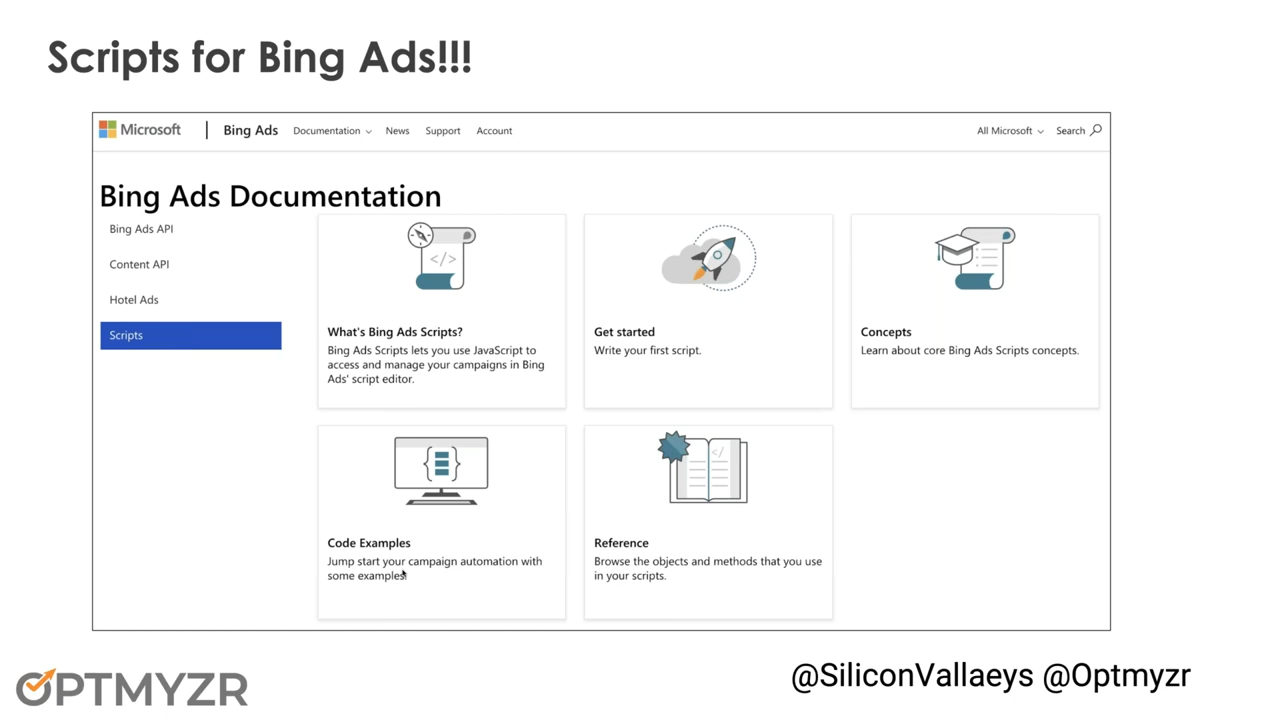 Scripts for Bing Ads!!!
Microsoft | Bing Ads Documentation News Support Account All Microsoft Search
Bing Ads Documentation
Bing Ads API
Content API
Hotel Ads
Scripts
</>
What's Bing Ads Scripts?
Bing Ads Scripts lets you use JavaScript to
access and manage your campaigns in Bing
Ads' script editor.
Get started
Write your first script.
Concepts
Learn about core Bing Ads Scripts concepts.
{ }
Code Examples
Jump start your campaign automation with
some examples!
</
Reference
Browse the objects and methods that you use
in your scripts.
OPTMYZR
@SiliconVallaeys @Optmyzr